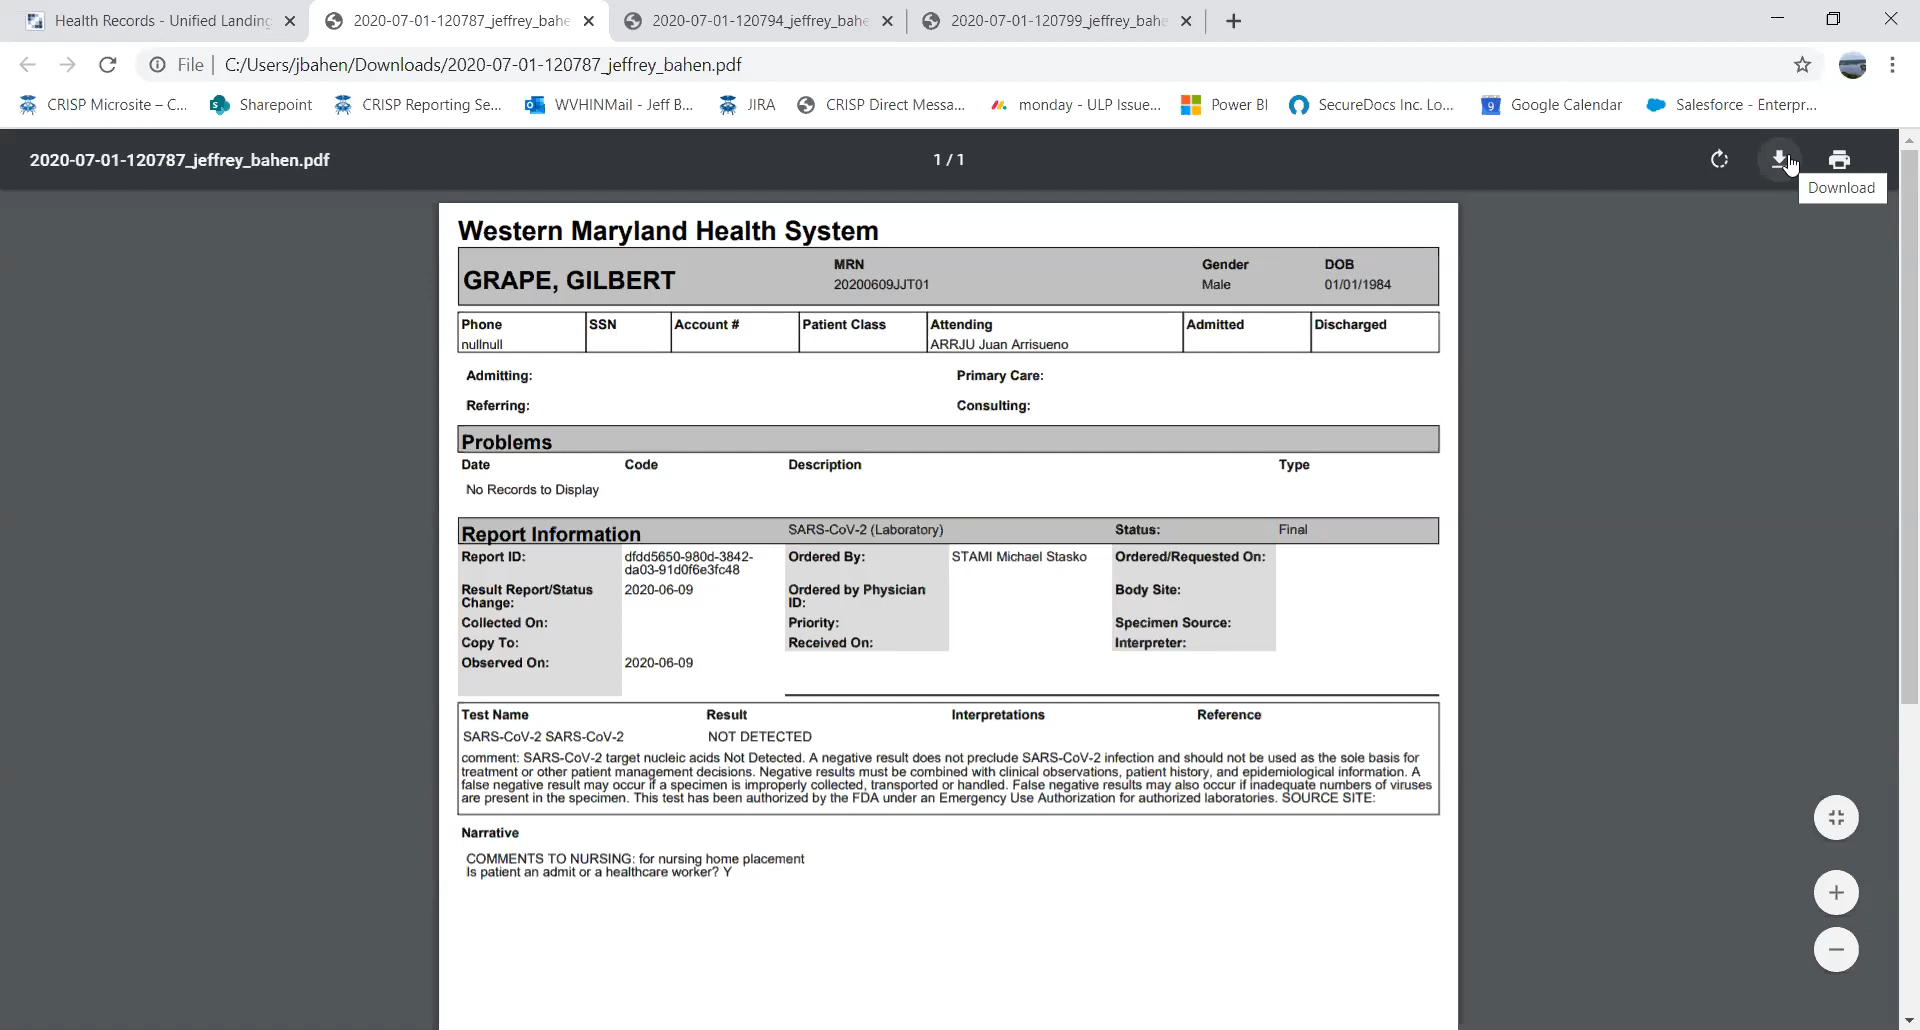 Health Records - Unified Landing
2020-07-01-120787_jeffrey_bahe
2020-07-01-120794_jeffrey_bahe
2020-07-01-120799_jeffrey_bahe
File
C:/Users/jbahen/Downloads/2020-07-01-120787_jeffrey_bahen.pdf
CRISP Microsite – C...
Sharepoint
CRISP Reporting Se...
WVHINMail - Jeff B...
JIRA
CRISP Direct Messa...
monday - ULP Issue...
Power BI
SecureDocs Inc. Lo...
9
Google Calendar
Salesforce - Enterpr...
2020-07-01-120787_jeffrey_bahen.pdf
1 / 1
Download
Western Maryland Health System
GRAPE, GILBERT
MRN
20200609JJT01
Gender
Male
DOB
01/01/1984
Phone
nullnull
SSN
Account #
Patient Class
Attending
ARRJU Juan Arrisueno
Admitted
Discharged
Admitting:
Primary Care:
Referring:
Consulting:
Problems
Date Code Description Type
No Records to Display
Report Information SARS-CoV-2 (Laboratory) Status: Final
Report ID: dfdd5650-980d-3842-
da03-91d0f6e3fc48
Ordered By: STAMI Michael Stasko
Ordered/Requested On:
Result Report/Status
Change:
2020-06-09
Ordered by Physician
ID:
Body Site:
Collected On:
Priority:
Specimen Source:
Copy To:
Received On:
Interpreter:
Observed On: 2020-06-09
Test Name Result Interpretations Reference
SARS-CoV-2 SARS-CoV-2 NOT DETECTED
comment: SARS-CoV-2 target nucleic acids Not Detected. A negative result does not preclude SARS-CoV-2 infection and should not be used as the sole basis for
treatment or other patient management decisions. Negative results must be combined with clinical observations, patient history, and epidemiological information. A
false negative result may occur if a specimen is improperly collected, transported or handled. False negative results may also occur if inadequate numbers of viruses
are present in the specimen. This test has been authorized by the FDA under an Emergency Use Authorization for authorized laboratories. SOURCE SITE:
Narrative
COMMENTS TO NURSING: for nursing home placement
Is patient an admit or a healthcare worker? Y